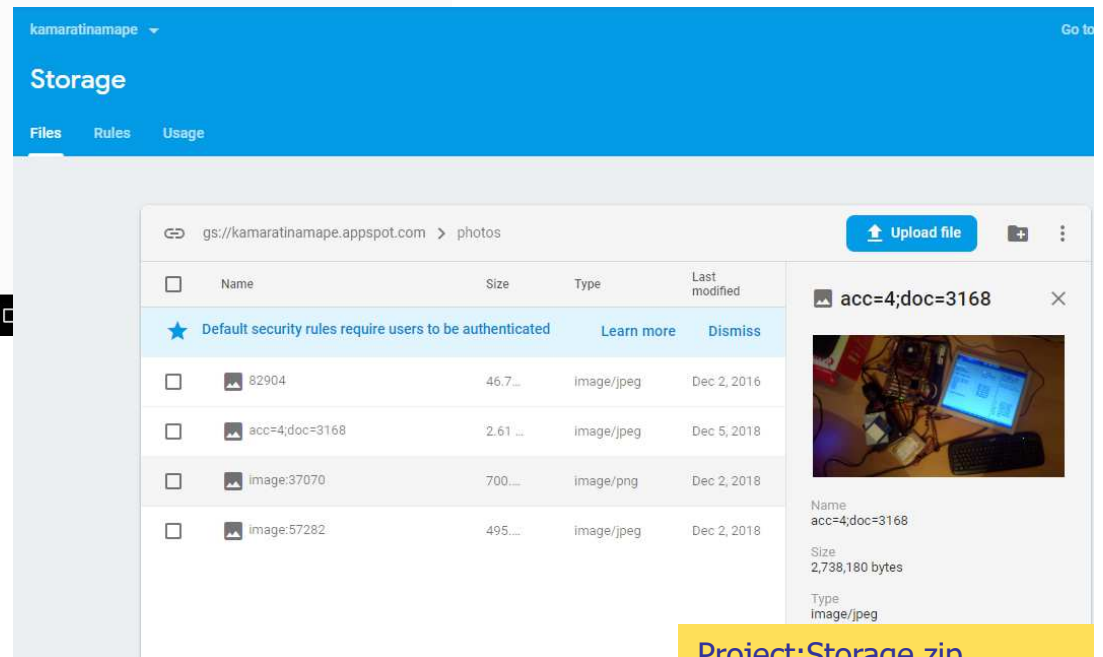 kamaratinamape
Go to
Storage
Files Rules Usage
gs://kamaratinamape.appspot.com > photos
Upload file
Name Size Type Last modified
Default security rules require users to be authenticated Learn more Dismiss
82904 46.7... image/jpeg Dec 2, 2016
acc=4;doc=3168 2.61 ... image/jpeg Dec 5, 2018
image:37070 700.... image/png Dec 2, 2018
image:57282 495.... image/jpeg Dec 2, 2018
acc=4;doc=3168
Name
acc=4;doc=3168
Size
2,738,180 bytes
Type
image/jpeg
Project:Storage.zip